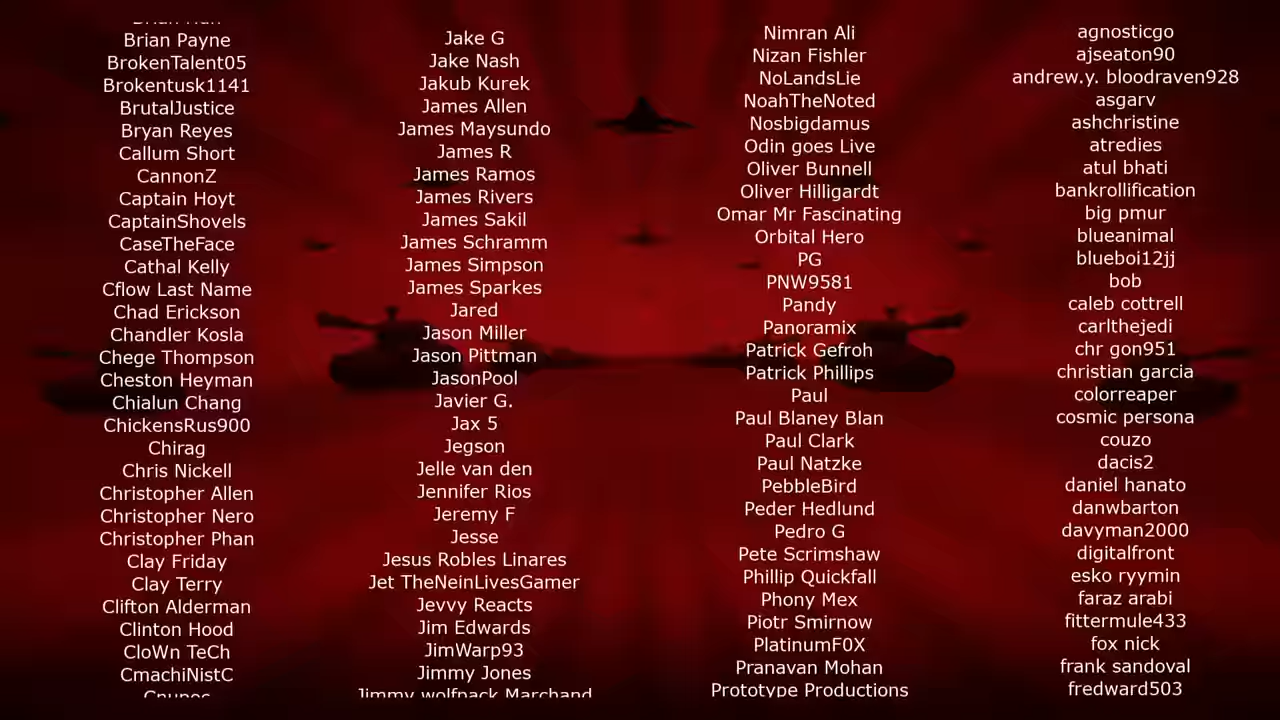 Brian Payne
BrokenTalent05
Brokentusk1141
BrutalJustice
Bryan Reyes
Callum Short
CannonZ
Captain Hoyt
CaptainShovels
CaseTheFace
Cathal Kelly
Cflow Last Name
Chad Erickson
Chandler Kosla
Chege Thompson
Cheston Heyman
Chialun Chang
ChickensRus900
Chirag
Chris Nickell
Christopher Allen
Christopher Nero
Christopher Phan
Clay Friday
Clay Terry
Clifton Alderman
Clinton Hood
CloWn TeCh
CmachiNistC
Jake G
Jake Nash
Jakub Kurek
James Allen
James Maysundo
James R
James Ramos
James Rivers
James Sakil
James Schramm
James Simpson
James Sparkes
Jared
Jason Miller
Jason Pittman
JasonPool
Javier G.
Jax 5
Jegson
Jelle van den
Jennifer Rios
Jeremy F
Jesse
Jesus Robles Linares
Jet TheNeinLivesGamer
Jevvy Reacts
Jim Edwards
JimWarp93
Jimmy Jones
Jimmy wolfpack Marchand
Nimran Ali
Nizan Fishler
NoLandsLie
NoahTheNoted
Nosbigdamus
Odin goes Live
Oliver Bunnell
Oliver Hilligardt
Omar Mr Fascinating
Orbital Hero
PG
PNW9581
Pandy
Panoramix
Patrick Gefroh
Patrick Phillips
Paul
Paul Blaney Blan
Paul Clark
Paul Natzke
PebbleBird
Peder Hedlund
Pedro G
Pete Scrimshaw
Phillip Quickfall
Phony Mex
Piotr Smirnow
PlatinumF0X
Pranavan Mohan
Prototype Productions
agnosticgo
ajseaton90
andrew.y. bloodraven928
asgarv
ashchristine
atredies
atul bhati
bankrollification
big pmur
blueanimal
blueboi12jj
bob
caleb cottrell
carlthejedi
chr gon951
christian garcia
colorreaper
cosmic persona
couzo
dacis2
daniel hanato
danwbarton
davyman2000
digitalfront
esko ryymin
faraz arabi
fittermule433
fox nick
frank sandoval
fredward503